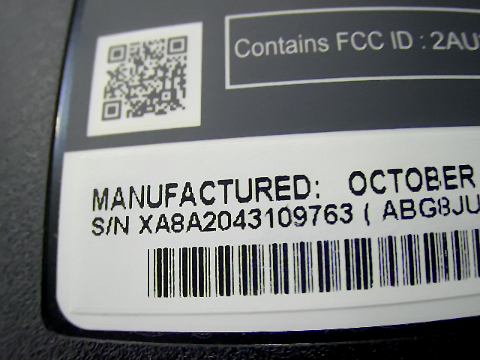 Contains FCC ID : 2AU
MANUFACTURED: OCTOBER
S/N XA8A2043109763 ( ABG8JU